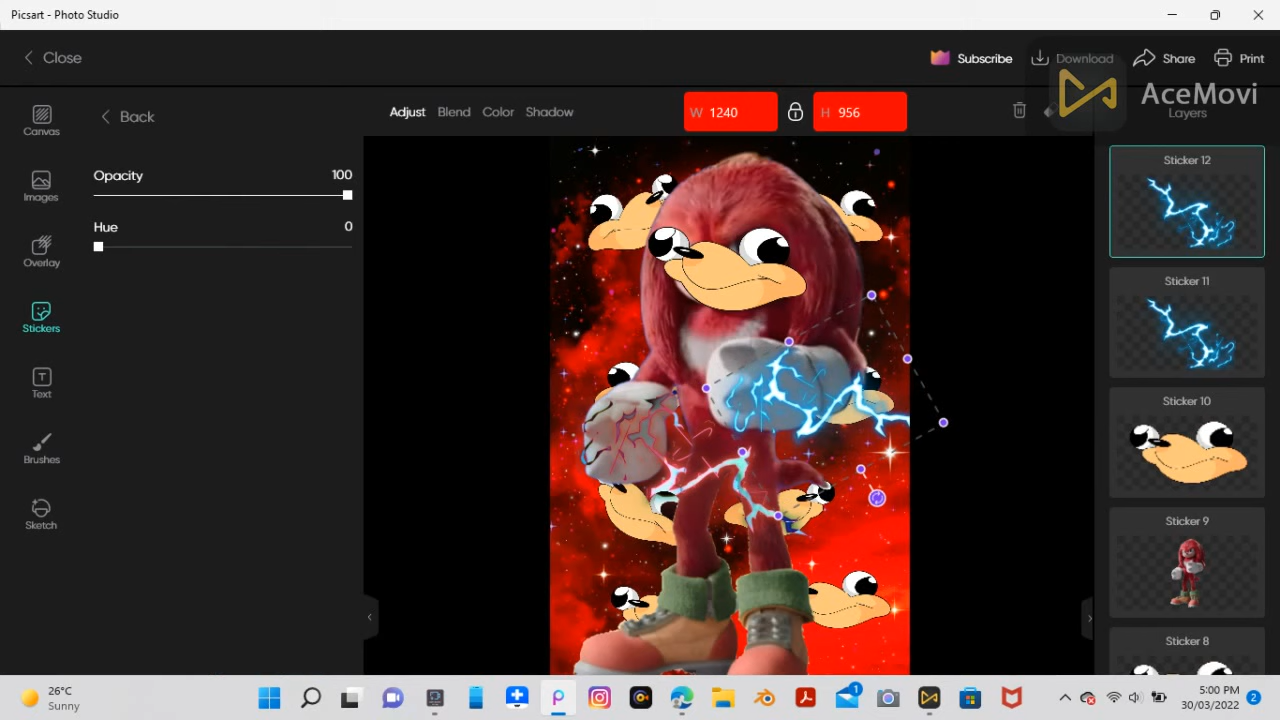 Picsart - Photo Studio
Close
Subscribe
Download
Share
Print
AceMovi
Canvas
Images
Overlay
Stickers
Text
Brushes
Sketch
Back
Opacity 100
Hue 0
Adjust Blend Color Shadow
W 1240
H 956
Layers
Sticker 12
Sticker 11
Sticker 10
Sticker 9
Sticker 8
26°C
Sunny
1
5:00 PM
30/03/2022
2